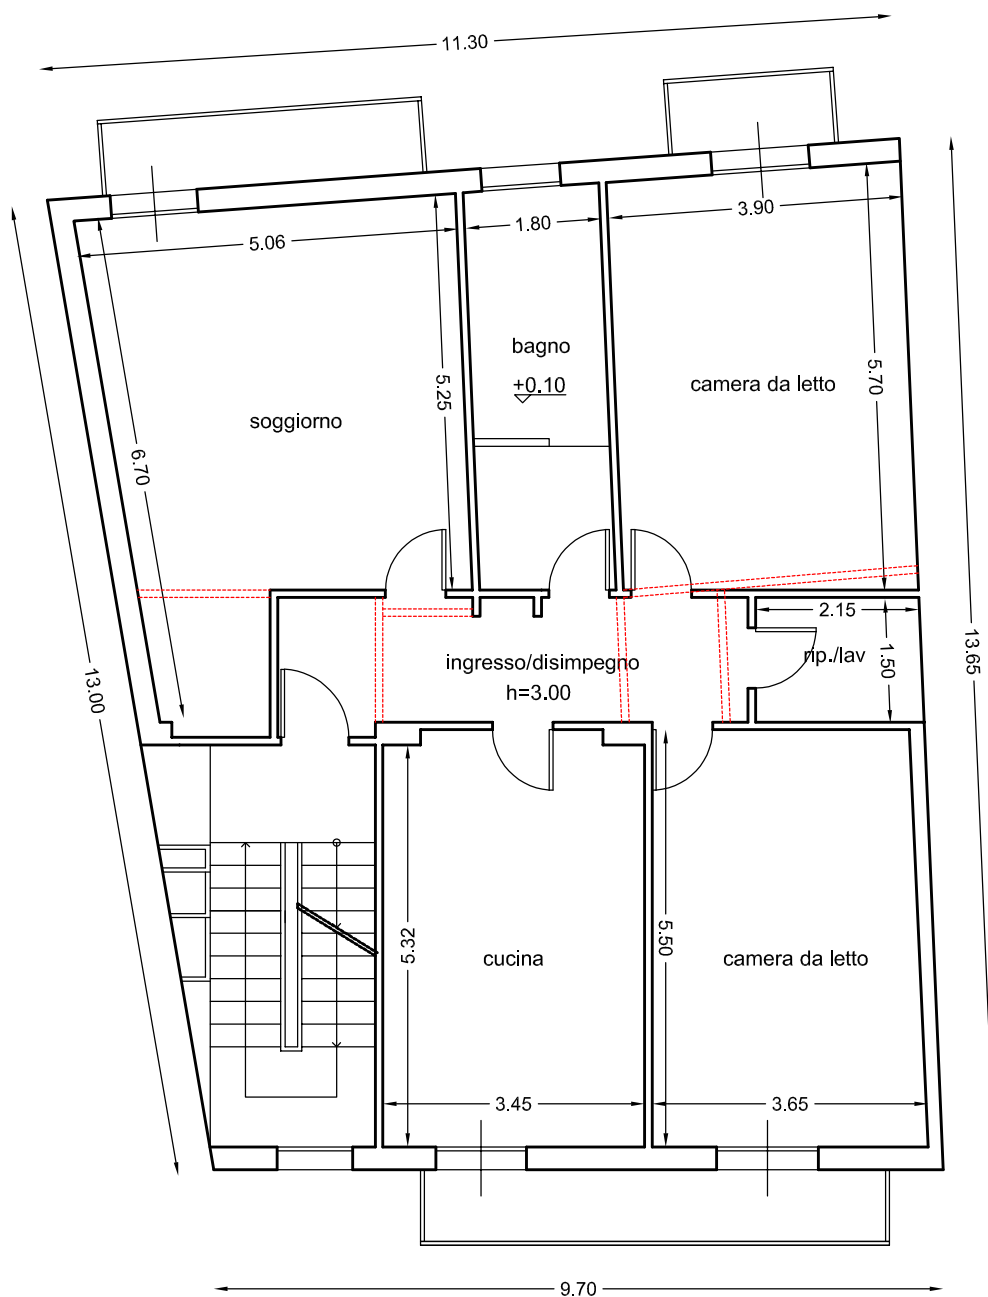 11.30
5.06
1.80
3.90
bagno
+0.10
5.25
5.70
camera da letto
soggiorno
6.70
2.15
13.00
ingresso/disimpegno
h=3.00
rip./lav
1.50
13.65
5.32
5.50
cucina
camera da letto
3.45
3.65
9.70